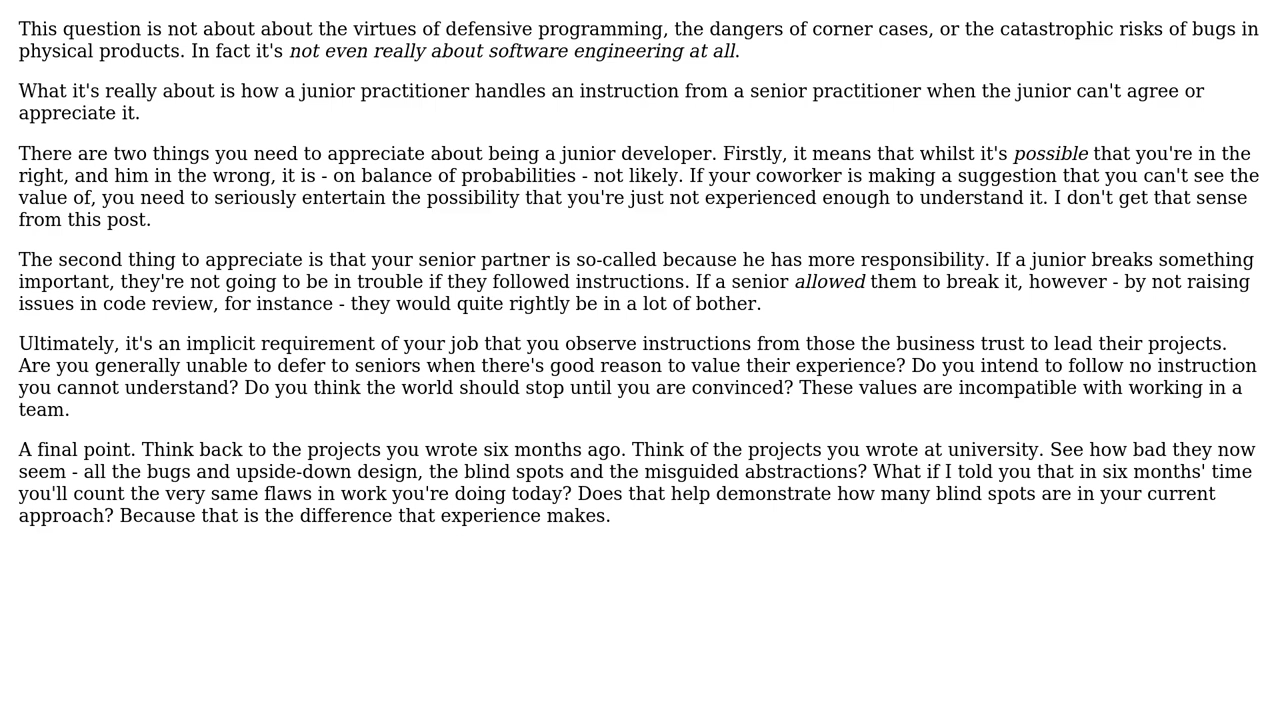 This question is not about about the virtues of defensive programming, the dangers of corner cases, or the catastrophic risks of bugs in
physical products. In fact it's not even really about software engineering at all.
What it's really about is how a junior practitioner handles an instruction from a senior practitioner when the junior can't agree or
appreciate it.
There are two things you need to appreciate about being a junior developer. Firstly, it means that whilst it's possible that you're in the
right, and him in the wrong, it is - on balance of probabilities - not likely. If your coworker is making a suggestion that you can't see the
value of, you need to seriously entertain the possibility that you're just not experienced enough to understand it. I don't get that sense
from this post.
The second thing to appreciate is that your senior partner is so-called because he has more responsibility. If a junior breaks something
important, they're not going to be in trouble if they followed instructions. If a senior allowed them to break it, however - by not raising
issues in code review, for instance - they would quite rightly be in a lot of bother.
Ultimately, it's an implicit requirement of your job that you observe instructions from those the business trust to lead their projects.
Are you generally unable to defer to seniors when there's good reason to value their experience? Do you intend to follow no instruction
you cannot understand? Do you think the world should stop until you are convinced? These values are incompatible with working in a
team.
A final point. Think back to the projects you wrote six months ago. Think of the projects you wrote at university. See how bad they now
seem - all the bugs and upside-down design, the blind spots and the misguided abstractions? What if I told you that in six months' time
you'll count the very same flaws in work you're doing today? Does that help demonstrate how many blind spots are in your current
approach? Because that is the difference that experience makes.